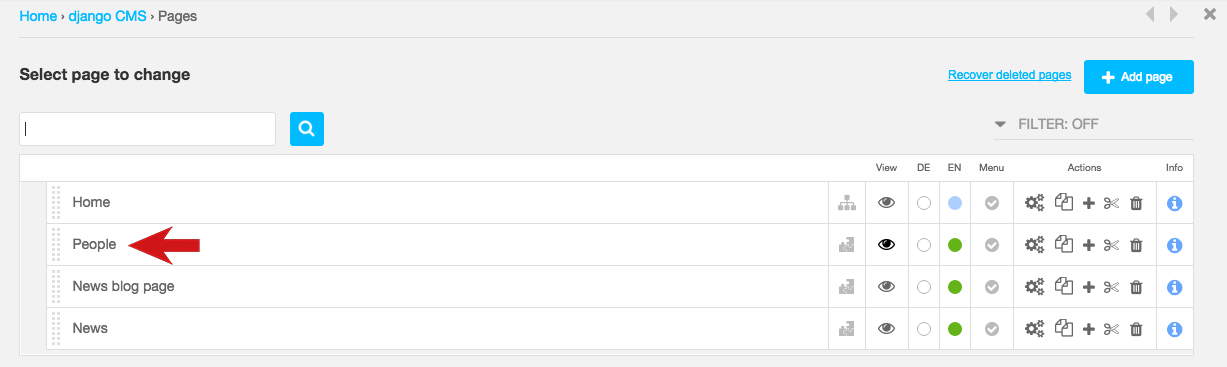 Home › django CMS › Pages
Select page to change
Recover deleted pages
Add page
FILTER: OFF
View DE EN Menu Actions Info
Home
People
News blog page
News